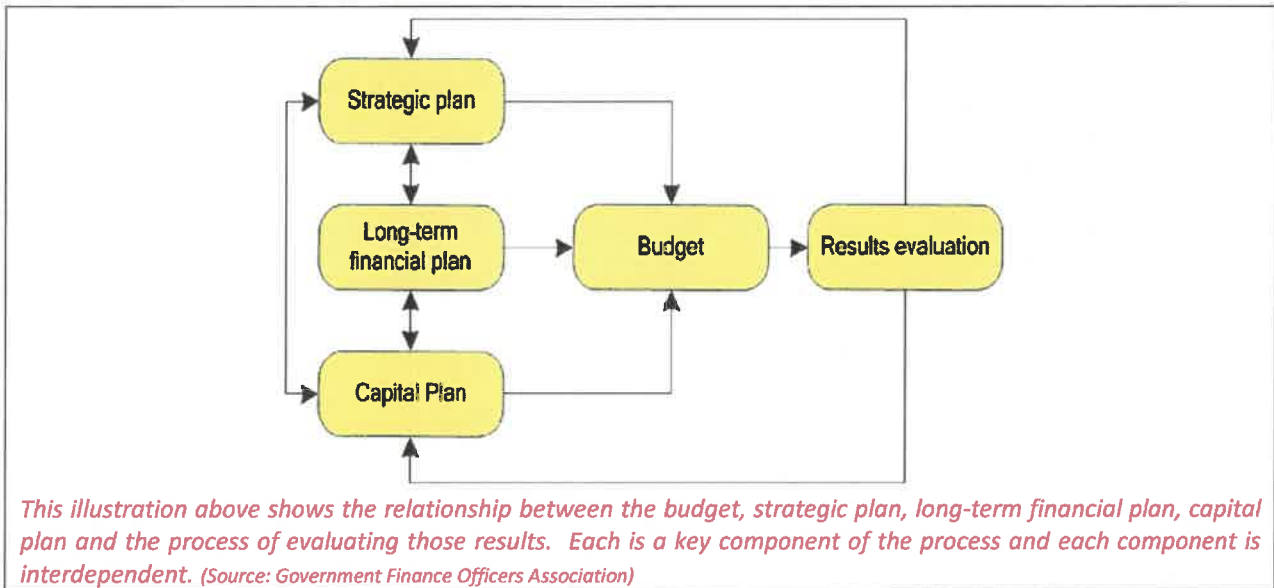 Strategic plan
Long-term
financial plan
Budget
Results evaluation
Capital Plan
This illustration above shows the relationship between the budget, strategic plan, long-term financial plan, capital
plan and the process of evaluating those results. Each is a key component of the process and each component is
interdependent. (Source: Government Finance Officers Association)